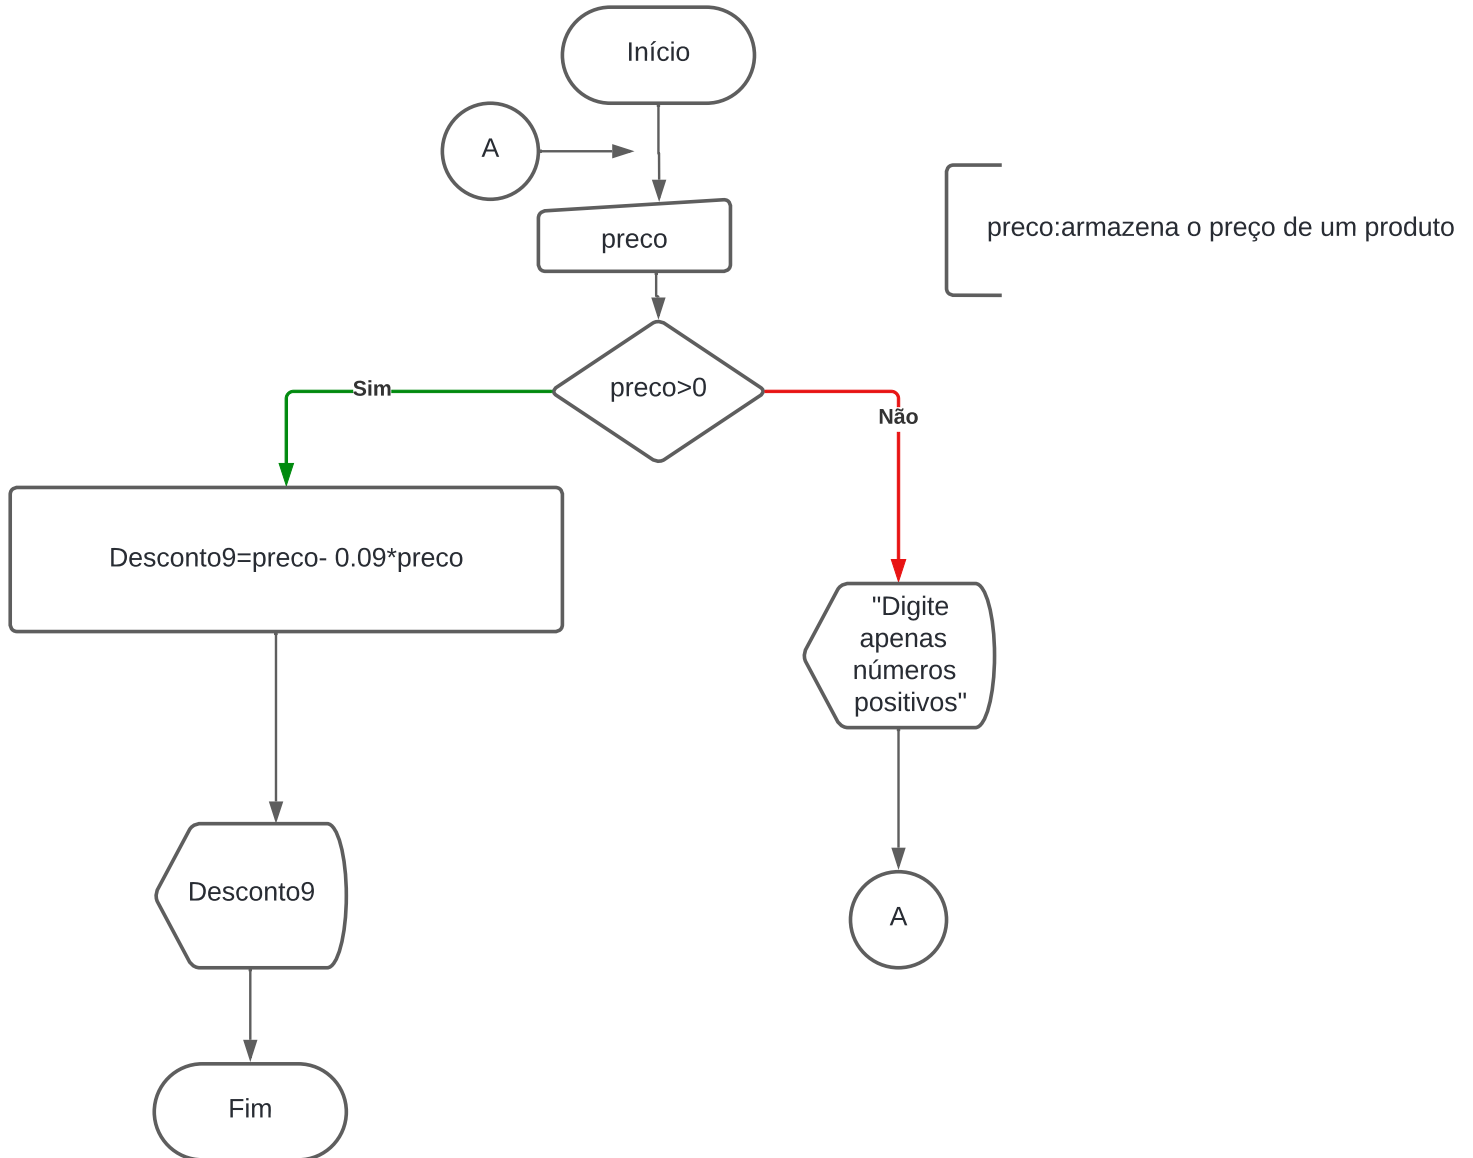 Início
A
preco
preco:armazena o preço de um produto
preco>0
Sim
Não
Desconto9=preco- 0.09*preco
"Digite
apenas
números
positivos"
Desconto9
A
Fim